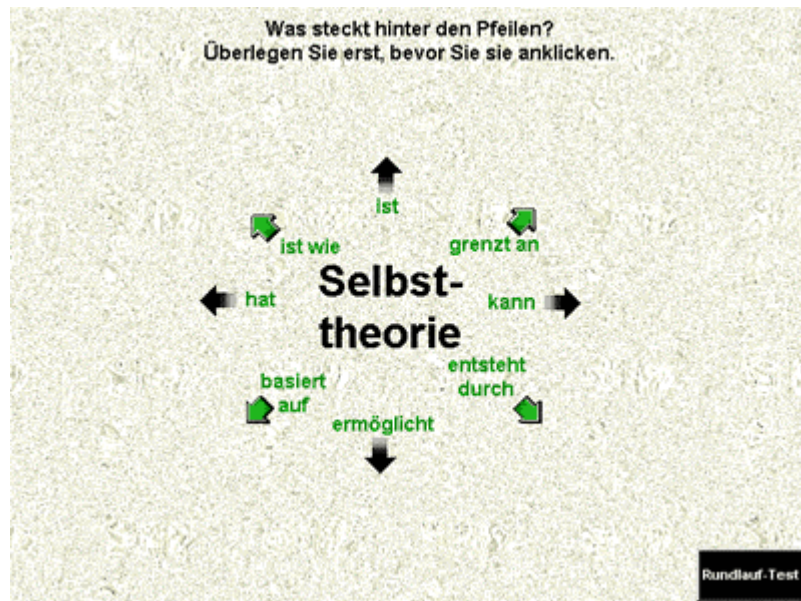 Was steckt hinter den Pfeilen?
Überlegen Sie erst, bevor Sie sie anklicken.
ist
ist wie
grenzt an
hat
Selbst-
theorie
kann
basiert
auf
entsteht
durch
ermöglicht
Rundlauf-Test